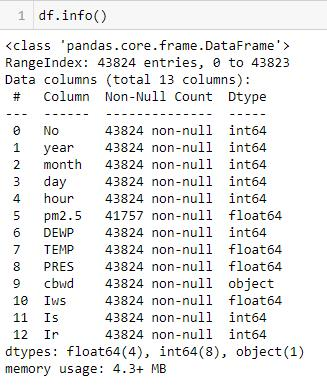 1 df.info()
<class 'pandas.core.frame.DataFrame'>
RangeIndex: 43824 entries, 0 to 43823
Data columns (total 13 columns):
 #   Column  Non-Null Count  Dtype
---  ------  --------------  -----
 0   No      43824 non-null  int64
 1   year    43824 non-null  int64
 2   month   43824 non-null  int64
 3   day     43824 non-null  int64
 4   hour    43824 non-null  int64
 5   pm2.5   41757 non-null  float64
 6   DEWP    43824 non-null  int64
 7   TEMP    43824 non-null  float64
 8   PRES    43824 non-null  float64
 9   cbwd    43824 non-null  object
 10  Iws     43824 non-null  float64
 11  Is      43824 non-null  int64
 12  Ir      43824 non-null  int64
dtypes: float64(4), int64(8), object(1)
memory usage: 4.3+ MB